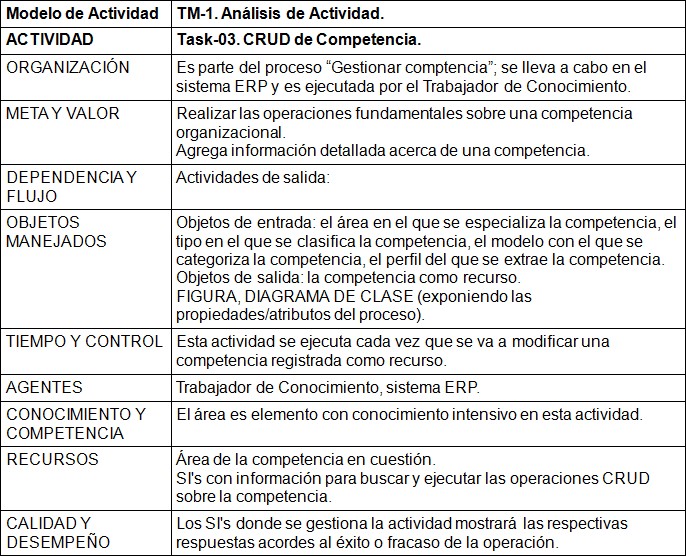 Modelo de Actividad TM-1. Análisis de Actividad.
ACTIVIDAD Task-03. CRUD de Competencia.
ORGANIZACIÓN Es parte del proceso “Gestionar comptencia”; se lleva a cabo en el
sistema ERP y es ejecutada por el Trabajador de Conocimiento.
META Y VALOR Realizar las operaciones fundamentales sobre una competencia
organizacional.
Agrega información detallada acerca de una competencia.
DEPENDENCIA Y Actividades de salida:
FLUJO
OBJETOS Objetos de entrada: el área en el que se especializa la competencia, el
MANEJADOS tipo en el que se clasifica la competencia, el modelo con el que se
categoriza la competencia, el perfil del que se extrae la competencia.
Objetos de salida: la competencia como recurso.
FIGURA, DIAGRAMA DE CLASE (exponiendo las
propiedades/atributos del proceso).
TIEMPO Y CONTROL Esta actividad se ejecuta cada vez que se va a modificar una
competencia registrada como recurso.
AGENTES Trabajador de Conocimiento, sistema ERP.
CONOCIMIENTO Y El área es elemento con conocimiento intensivo en esta actividad.
COMPETENCIA
RECURSOS Área de la competencia en cuestión.
SI's con información para buscar y ejecutar las operaciones CRUD
sobre la competencia.
CALIDAD Y Los SI's donde se gestiona la actividad mostrará las respectivas
DESEMPEÑO respuestas acordes al éxito o fracaso de la operación.